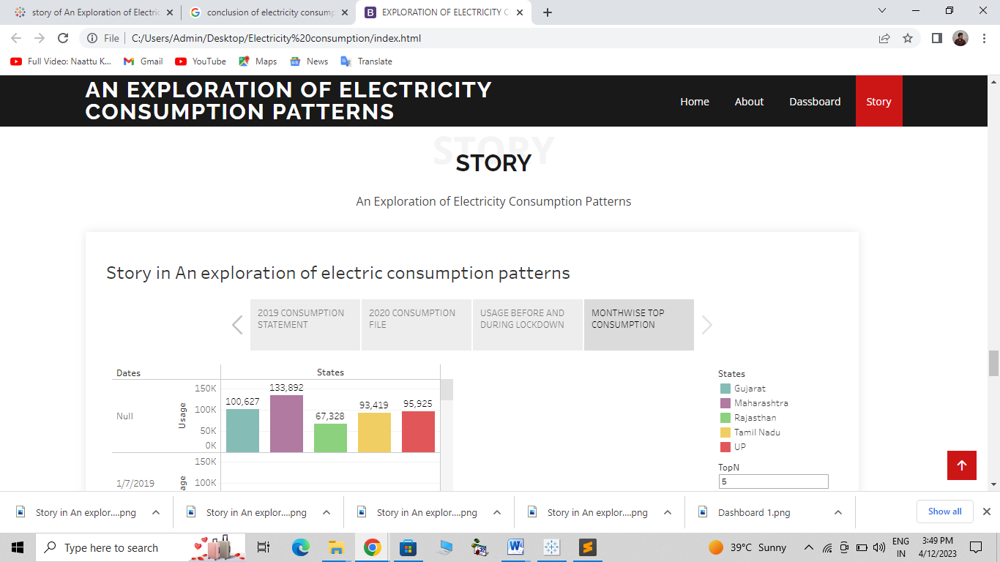 story of An Exploration of Electric
conclusion of electricity consump
B EXPLORATION OF ELECTRICITY C
File C:/Users/Admin/Desktop/Electricity%20consumption/index.html
Full Video: Naattu K... Gmail YouTube Maps News Translate
AN EXPLORATION OF ELECTRICITY
CONSUMPTION PATTERNS
Home About Dassboard Story
STORY
STORY
An Exploration of Electricity Consumption Patterns
Story in An exploration of electric consumption patterns
2019 CONSUMPTION
STATEMENT
2020 CONSUMPTION
FILE
USAGE BEFORE AND
DURING LOCKDOWN
MONTHWISE TOP
CONSUMPTION
Dates
States
Null
Usage
150K
100K
50K
0K
100,627
133,892
67,328
93,419
95,925
1/7/2019
age
150K
100K
States
Gujarat
Maharashtra
Rajasthan
Tamil Nadu
UP
TopN
5
Story in An explor....png
Story in An explor....png
Story in An explor....png
Story in An explor....png
Dashboard 1.png
Show all
Type here to search
39°C Sunny
ENG
IN
3:49 PM
4/12/2023